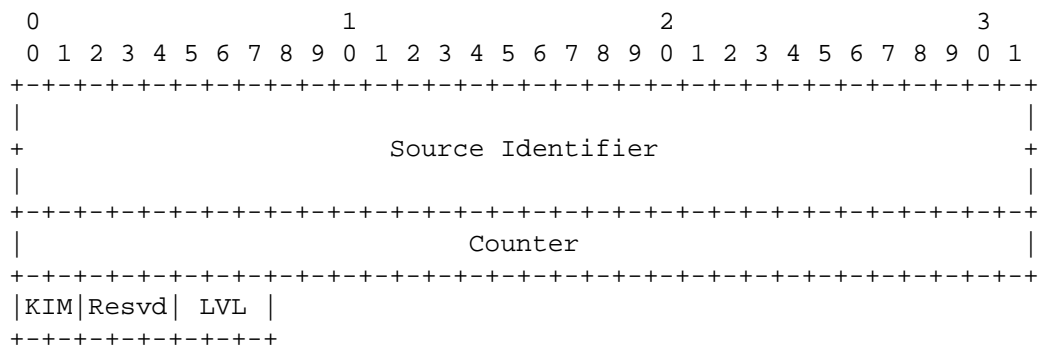 0                   1                   2                   3
 0 1 2 3 4 5 6 7 8 9 0 1 2 3 4 5 6 7 8 9 0 1 2 3 4 5 6 7 8 9 0 1
+-+-+-+-+-+-+-+-+-+-+-+-+-+-+-+-+-+-+-+-+-+-+-+-+-+-+-+-+-+-+-+-+
|                                                               |
+                       Source Identifier                       +
|                                                               |
+-+-+-+-+-+-+-+-+-+-+-+-+-+-+-+-+-+-+-+-+-+-+-+-+-+-+-+-+-+-+-+-+
|                            Counter                            |
+-+-+-+-+-+-+-+-+-+-+-+-+-+-+-+-+-+-+-+-+-+-+-+-+-+-+-+-+-+-+-+-+
|KIM|Resvd| LVL |
+-+-+-+-+-+-+-+-+